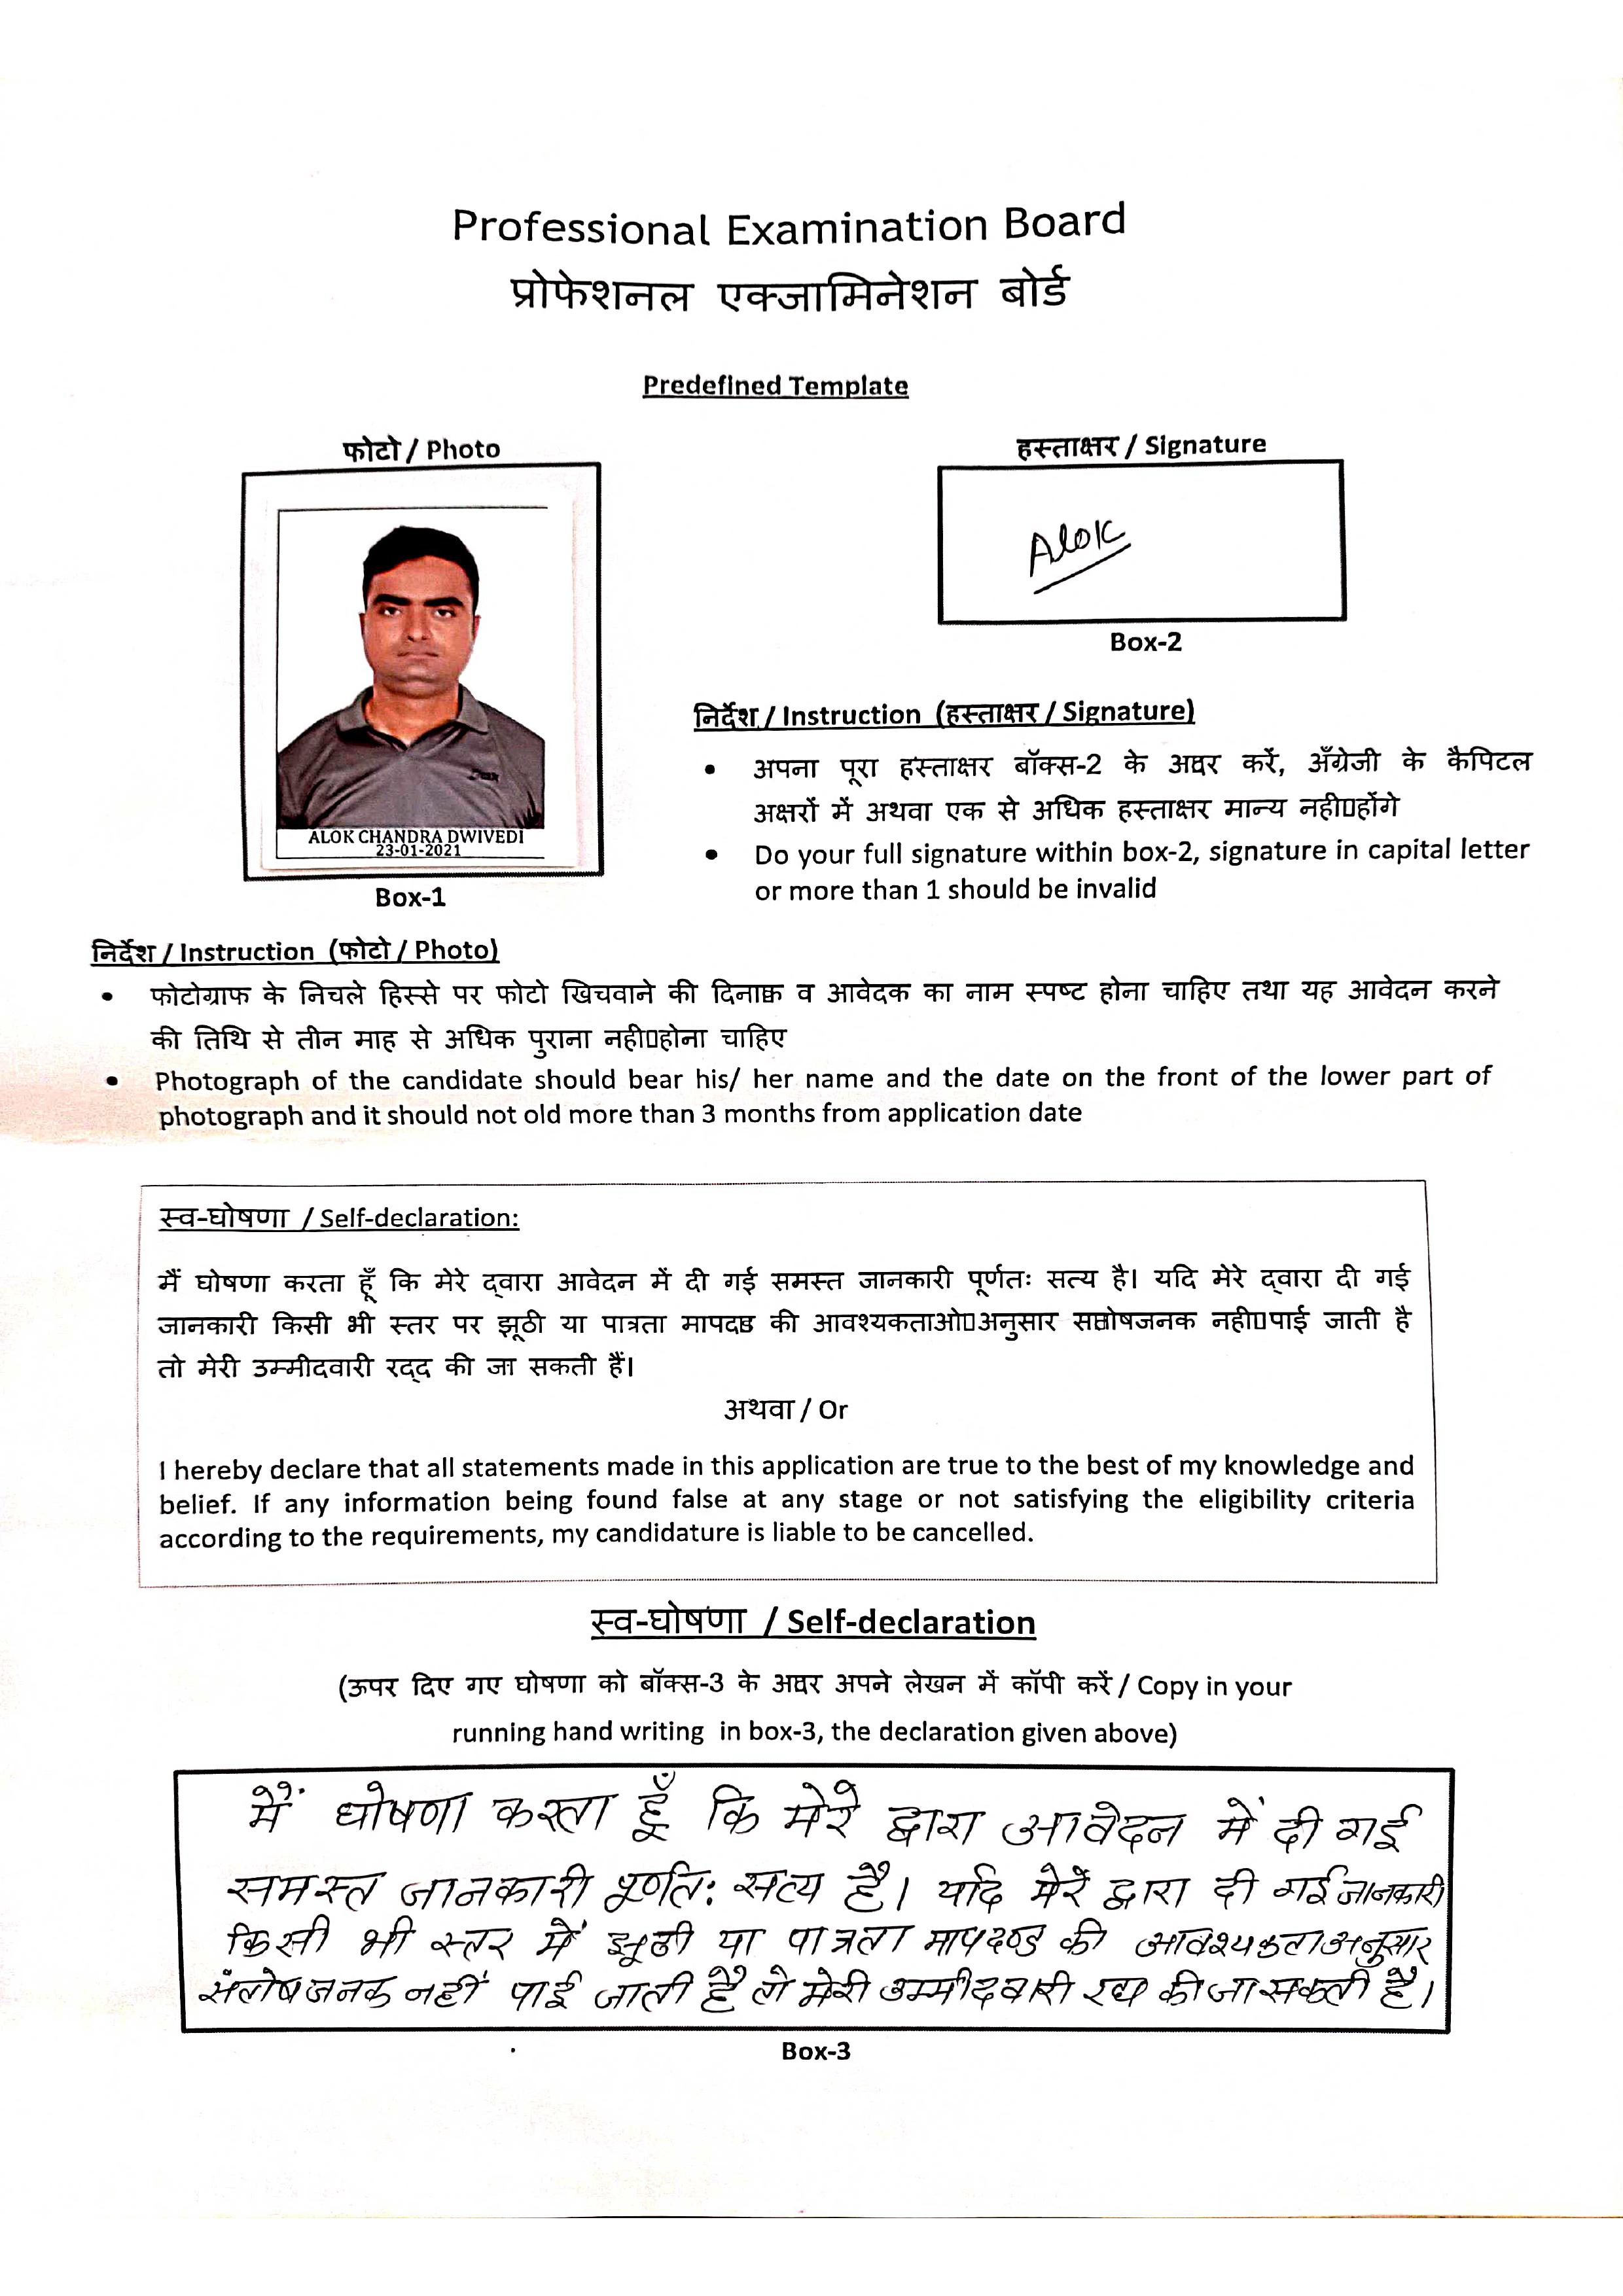 Professional Examination Board
प्रोफेशनल एक्जामिनेशन बोर्ड
Predefined Template
फोटो / Photo
हस्ताक्षर / Signature
Alok
ALOK CHANDRA DWIVEDI
23-01-2021
Box-1
Box-2
निर्देश / Instruction (हस्ताक्षर / Signature)
• अपना पूरा हस्ताक्षर बॉक्स-2 के करें, अँग्रेजी के कैपिटल
अक्षरों में अथवा एक से अधिक हस्ताक्षर मान्य नही▯होंगे
• Do your full signature within box-2, signature in capital letter
or more than 1 should be invalid
निर्देश / Instruction (फोटो / Photo)
• फोटोग्राफ के निचले हिस्से पर फोटो खिचवाने की व आवेदक का नाम स्पष्ट होना चाहिए तथा यह आवेदन करने
की तिथि से तीन माह से अधिक पुराना नही▯होना चाहिए
• Photograph of the candidate should bear his/ her name and the date on the front of the lower part of
photograph and it should not old more than 3 months from application date
स्व-घोषणा / Self-declaration:
मैं घोषणा करता हूँ कि मेरे द्वारा आवेदन में दी गई समस्त जानकारी पूर्णतः सत्य है। यदि मेरे द्वारा दी गई
जानकारी किसी भी स्तर पर झूठी या पात्रता की आवश्यकताओ▯अनुसार नही▯पाई जाती है
तो मेरी उम्मीदवारी रद्द की जा सकती हैं।
अथवा / Or
I hereby declare that all statements made in this application are true to the best of my knowledge and
belief. If any information being found false at any stage or not satisfying the eligibility criteria
according to the requirements, my candidature is liable to be cancelled.
स्व-घोषणा / Self-declaration
(ऊपर दिए गए घोषणा को बॉक्स-3 के अपने लेखन में कॉपी करें / Copy in your
running hand writing in box-3, the declaration given above)
मैं घोषणा करता हूँ कि मेरे द्वारा आवेदन में दी गई
समस्त जानकारी पूर्णतः सत्य है। यदि मेरें द्वारा दी गई जानकारी
किसी भी स्तर में झूठी या पात्रता मापदण्ड की आवश्यकता अनुसार
संतोषजनक नहीं पाई जाती है तो मेरी उम्मीदवारी रद्द की जा सकती है।
Box-3